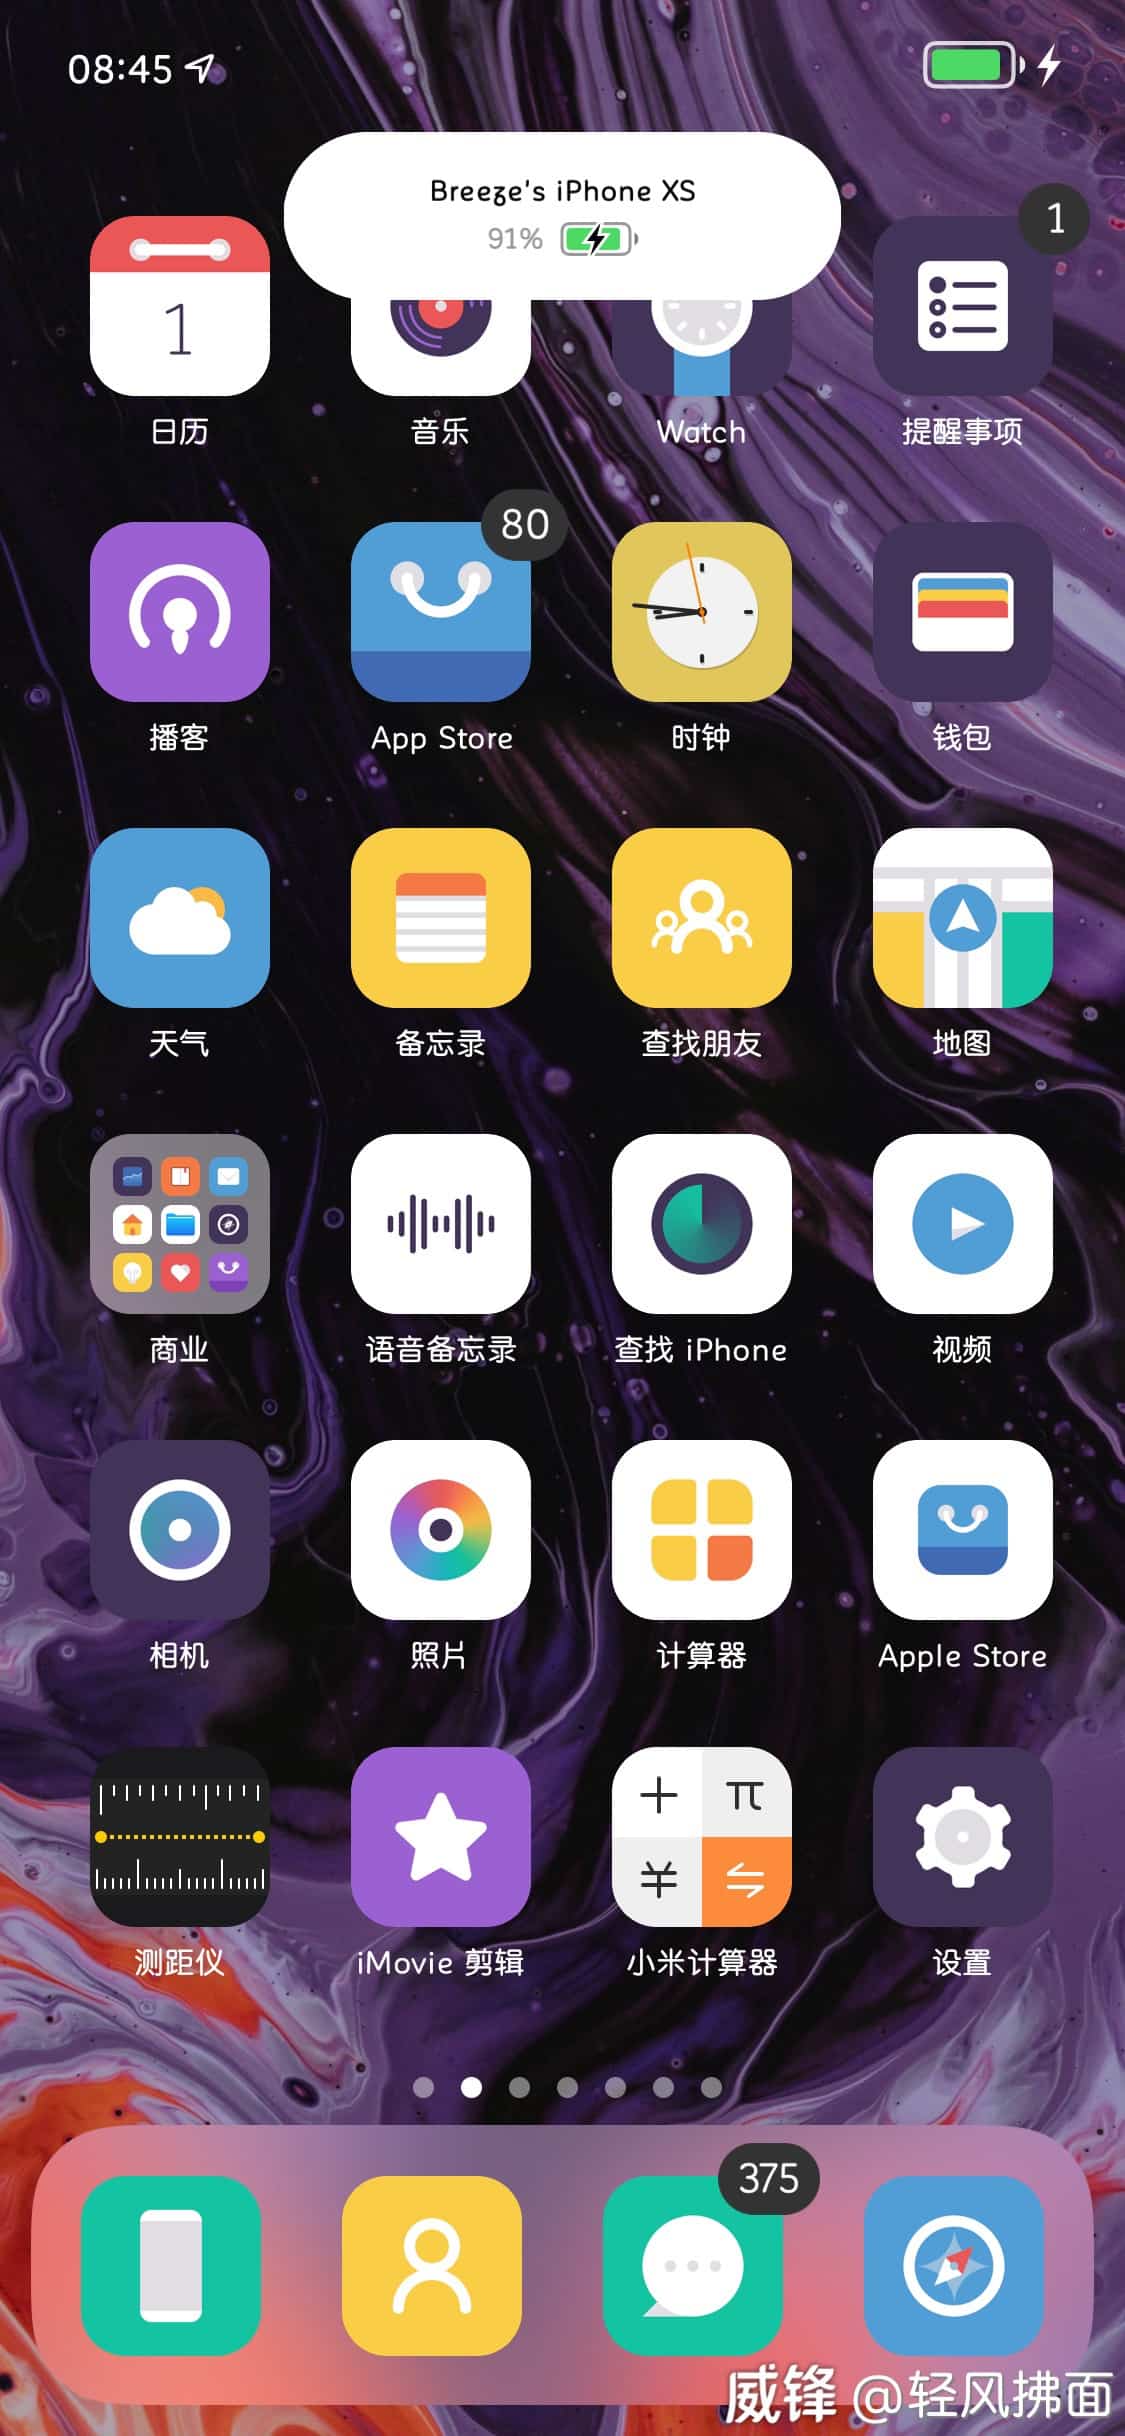 08:45
Breeze's iPhone XS
91%
1
1
日历
音乐
Watch
提醒事项
80
播客
App Store
时钟
钱包
天气
备忘录
查找朋友
地图
商业
语音备忘录
查找 iPhone
视频
相机
照片
计算器
Apple Store
+ π
¥
测距仪
iMovie 剪辑
小米计算器
设置
375
威锋 @轻风拂面